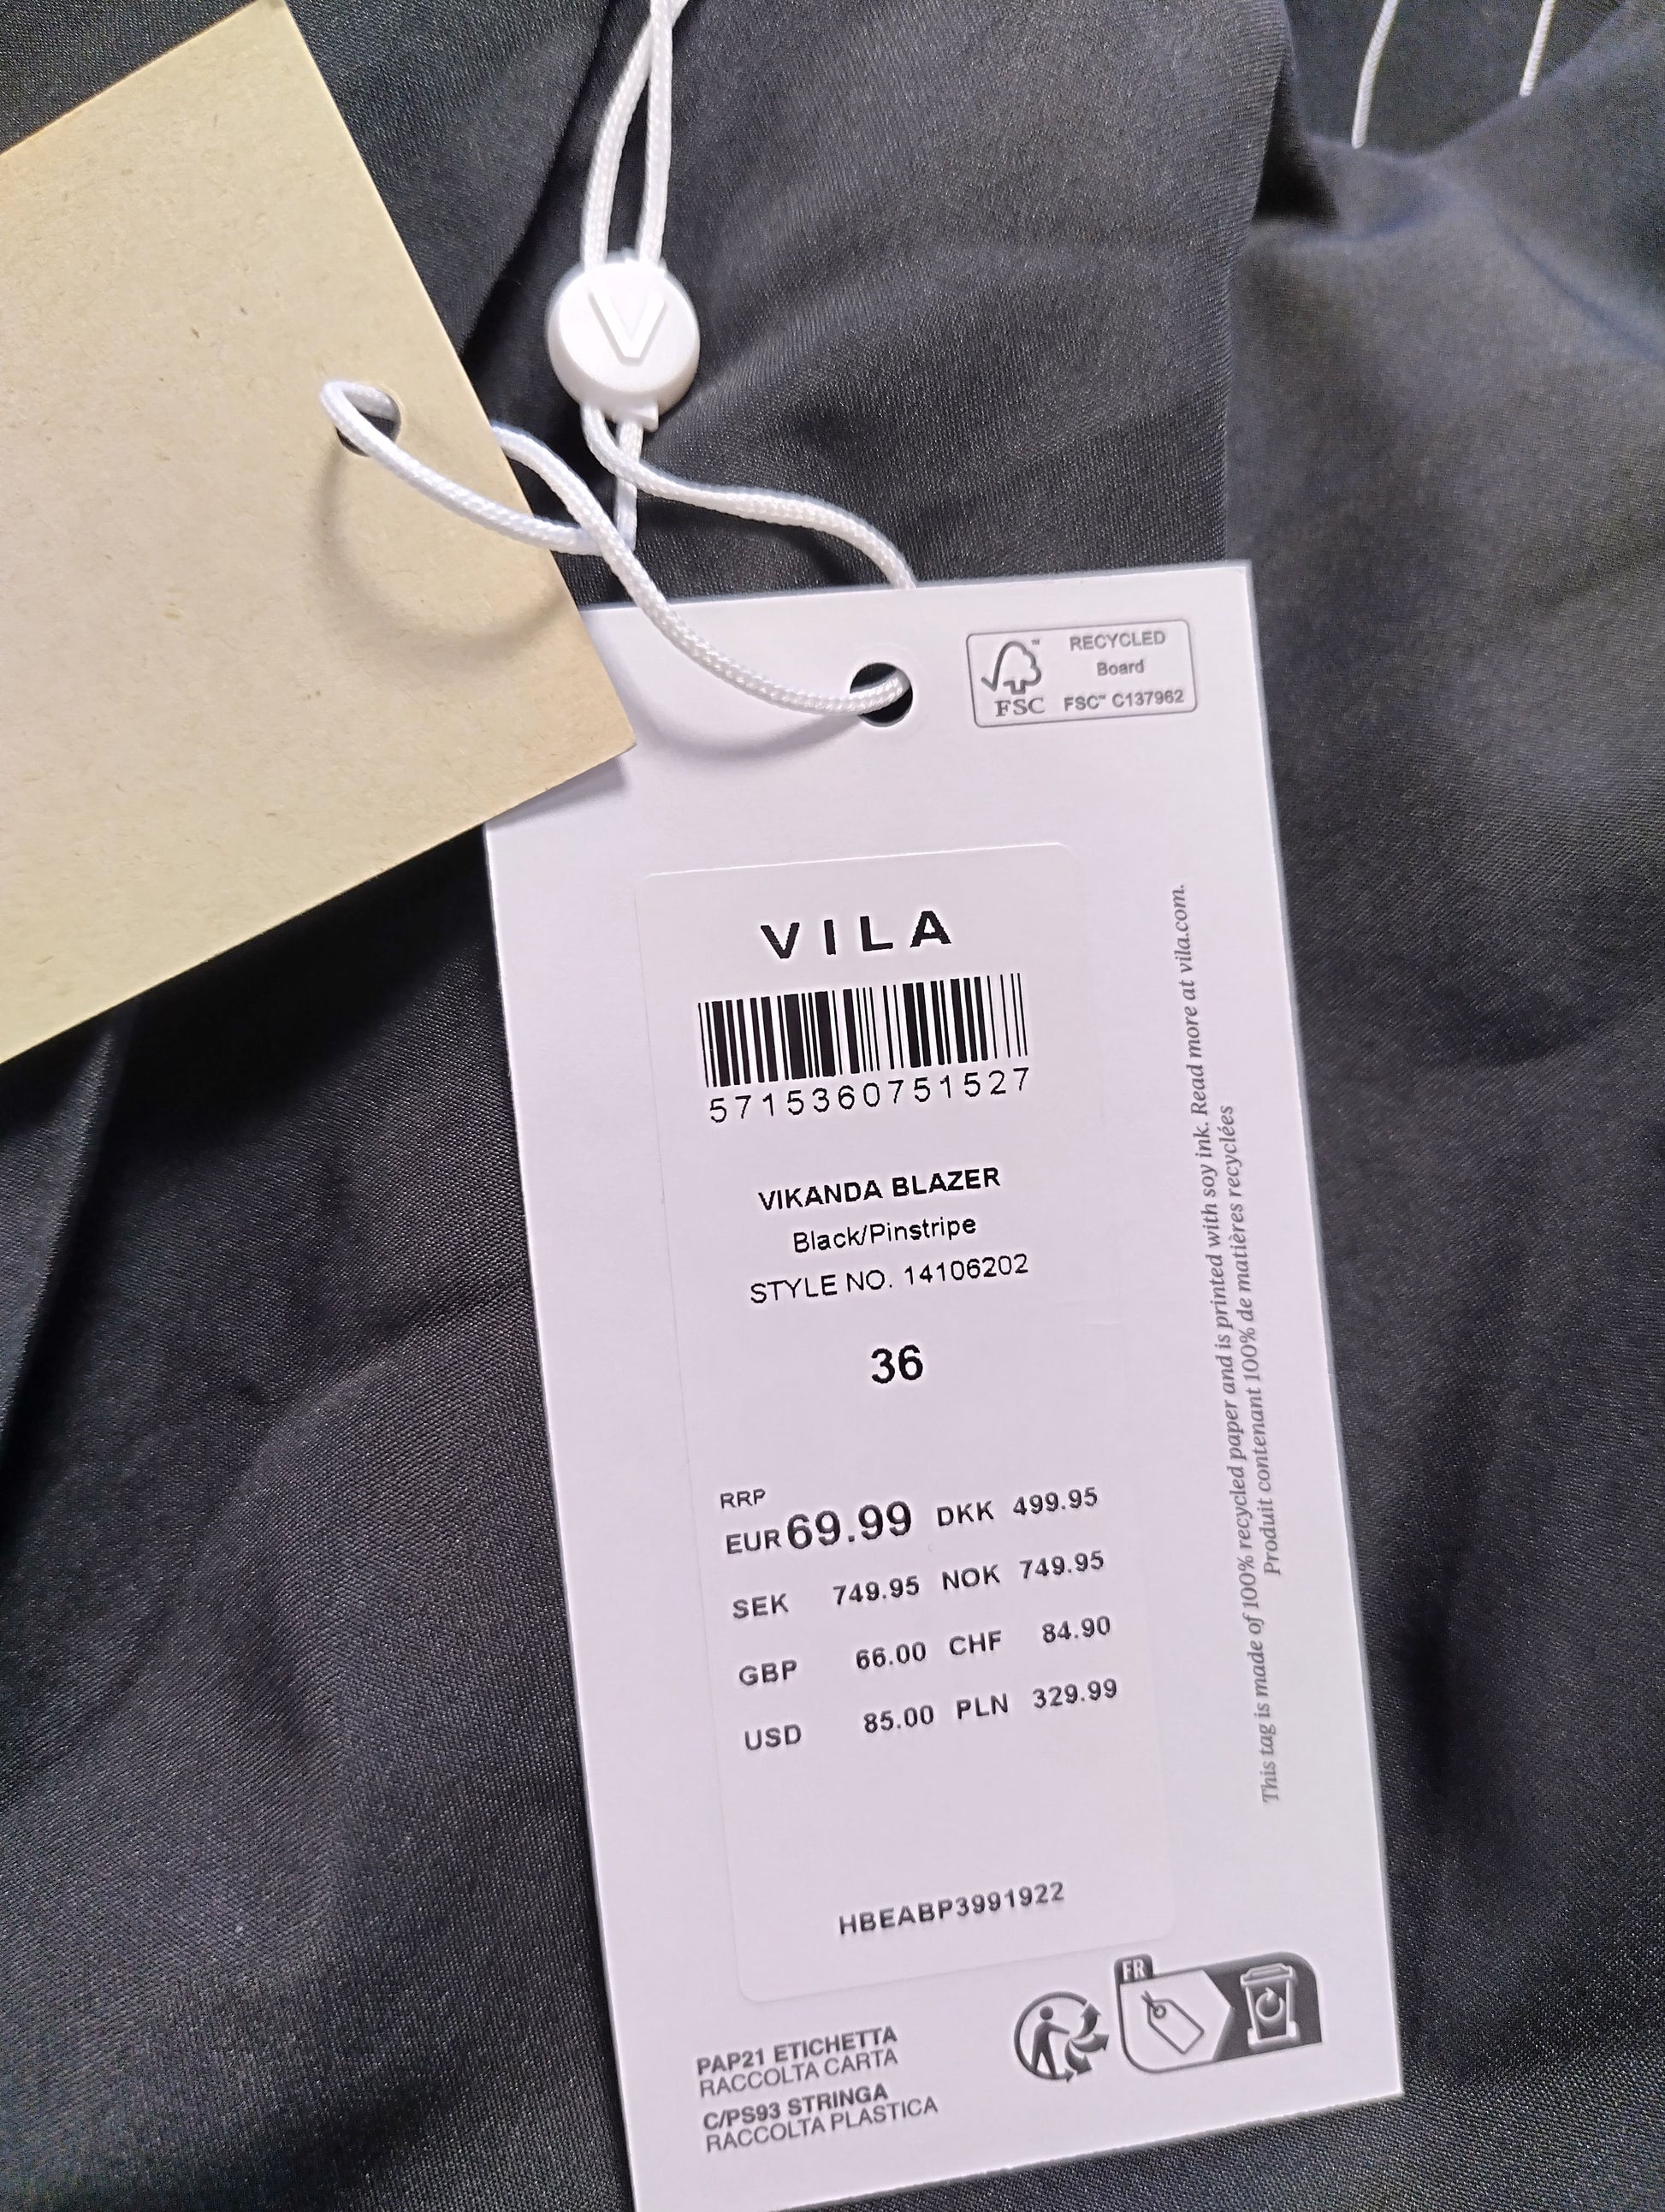 V
RECYCLED
Board
FSC™ C137962
FSC
VILA
5715360751527
VIKANDA BLAZER
Black/Pinstripe
STYLE NO. 14106202
36
RRP
EUR 69.99 DKK 499.95
SEK 749.95 NOK 749.95
GBP 66.00 CHF 84.90
USD 85.00 PLN 329.99
HBEABP3991922
This tag is made of 100% recycled paper and is printed with soy ink. Read more at vila.com.
Produit contenant 100% de matières recyclées
FR
PAP21 ETICHETTA
RACCOLTA CARTA
C/PS93 STRINGA
RACCOLTA PLASTICA